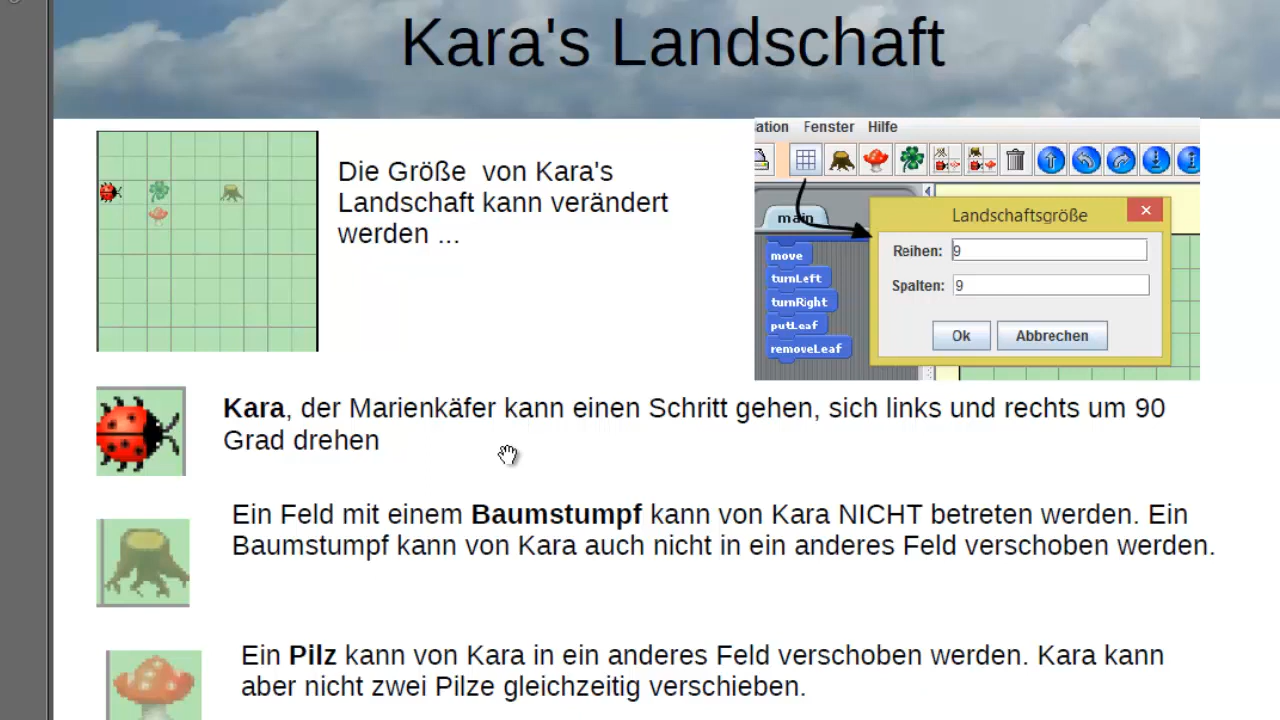 Kara's Landschaft
Die Größe von Kara's
Landschaft kann verändert
werden ...
ation Fenster Hilfe
main
move
turnLeft
turnRight
putLeaf
removeLeaf
Landschaftsgröße
Reihen: 9
Spalten: 9
Ok Abbrechen
Kara, der Marienkäfer kann einen Schritt gehen, sich links und rechts um 90
Grad drehen
Ein Feld mit einem Baumstumpf kann von Kara NICHT betreten werden. Ein
Baumstumpf kann von Kara auch nicht in ein anderes Feld verschoben werden.
Ein Pilz kann von Kara in ein anderes Feld verschoben werden. Kara kann
aber nicht zwei Pilze gleichzeitig verschieben.